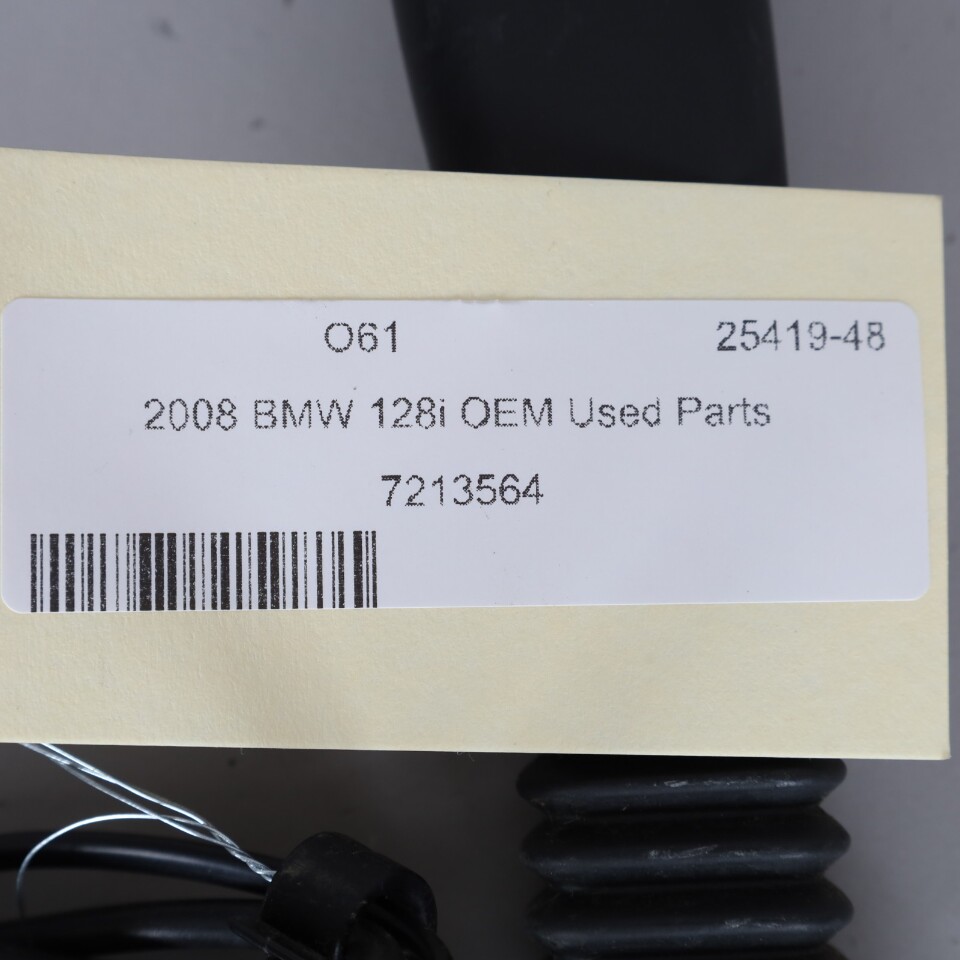 O61 25419-48
2008 BMW 128i OEM Used Parts
7213564